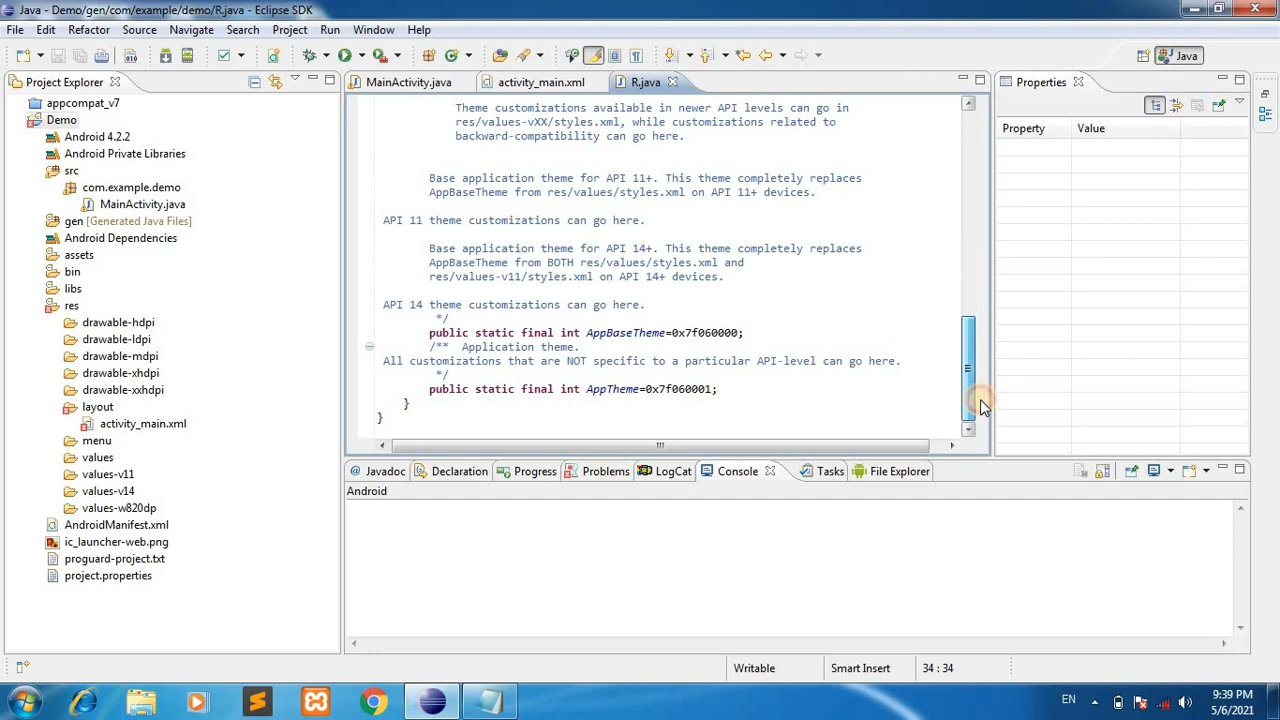 Java - Demo/gen/com/example/demo/R.java - Eclipse SDK
File Edit Refactor Source Navigate Search Project Run Window Help
Java
Project Explorer
MainActivity.java
activity_main.xml
R.java
Properties
appcompat_v7
Demo
Android 4.2.2
Android Private Libraries
src
com.example.demo
MainActivity.java
gen [Generated Java Files]
Android Dependencies
assets
bin
libs
res
drawable-hdpi
drawable-ldpi
drawable-mdpi
drawable-xhdpi
drawable-xxhdpi
layout
activity_main.xml
menu
values
values-v11
values-v14
values-w820dp
AndroidManifest.xml
ic_launcher-web.png
proguard-project.txt
project.properties
Theme customizations available in newer API levels can go in
res/values-vXX/styles.xml, while customizations related to
backward-compatibility can go here.
Base application theme for API 11+. This theme completely replaces
AppBaseTheme from res/values/styles.xml on API 11+ devices.
API 11 theme customizations can go here.
Base application theme for API 14+. This theme completely replaces
AppBaseTheme from BOTH res/values/styles.xml and
res/values-v11/styles.xml on API 14+ devices.
API 14 theme customizations can go here.
*/
public static final int AppBaseTheme=0x7f060000;
/** Application theme.
All customizations that are NOT specific to a particular API-level can go here.
*/
public static final int AppTheme=0x7f060001;
}
}
Property Value
Javadoc Declaration Progress Problems LogCat Console Tasks File Explorer
Android
Writable Smart Insert 34 : 34
EN
9:39 PM
5/6/2021